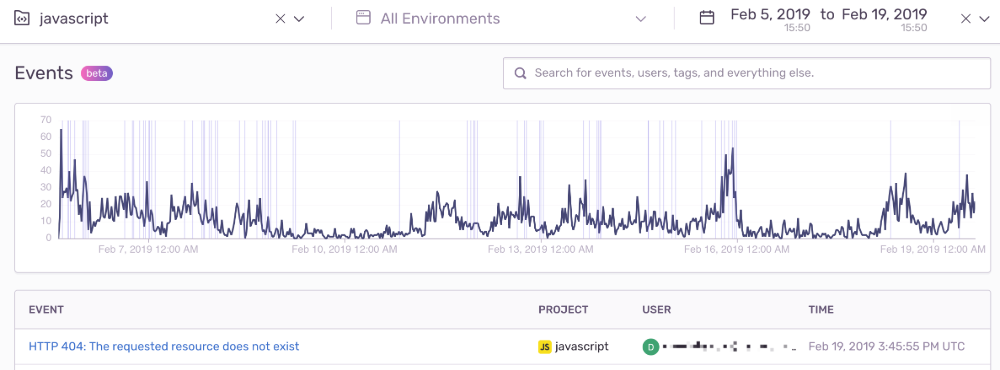 javascript All Environments Feb 5, 2019 to Feb 19, 2019
15:50 15:50
Events beta Search for events, users, tags, and everything else.
70
60
50
40
30
20
10
0
Feb 7, 2019 12:00 AM Feb 10, 2019 12:00 AM Feb 13, 2019 12:00 AM Feb 16, 2019 12:00 AM Feb 19, 2019 12:00 AM
EVENT PROJECT USER TIME
HTTP 404: The requested resource does not exist JS javascript D Feb 19, 2019 3:45:55 PM UTC